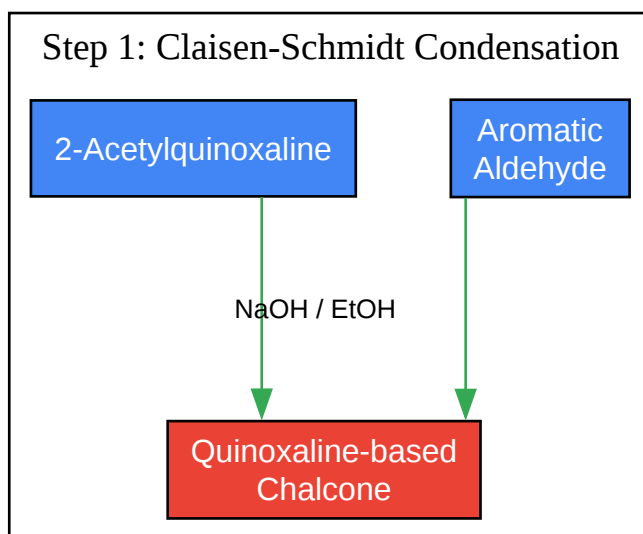 Step 1: Claisen-Schmidt Condensation
2-Acetylquinoxaline
Aromatic
Aldehyde
NaOH / EtOH
Quinoxaline-based
Chalcone